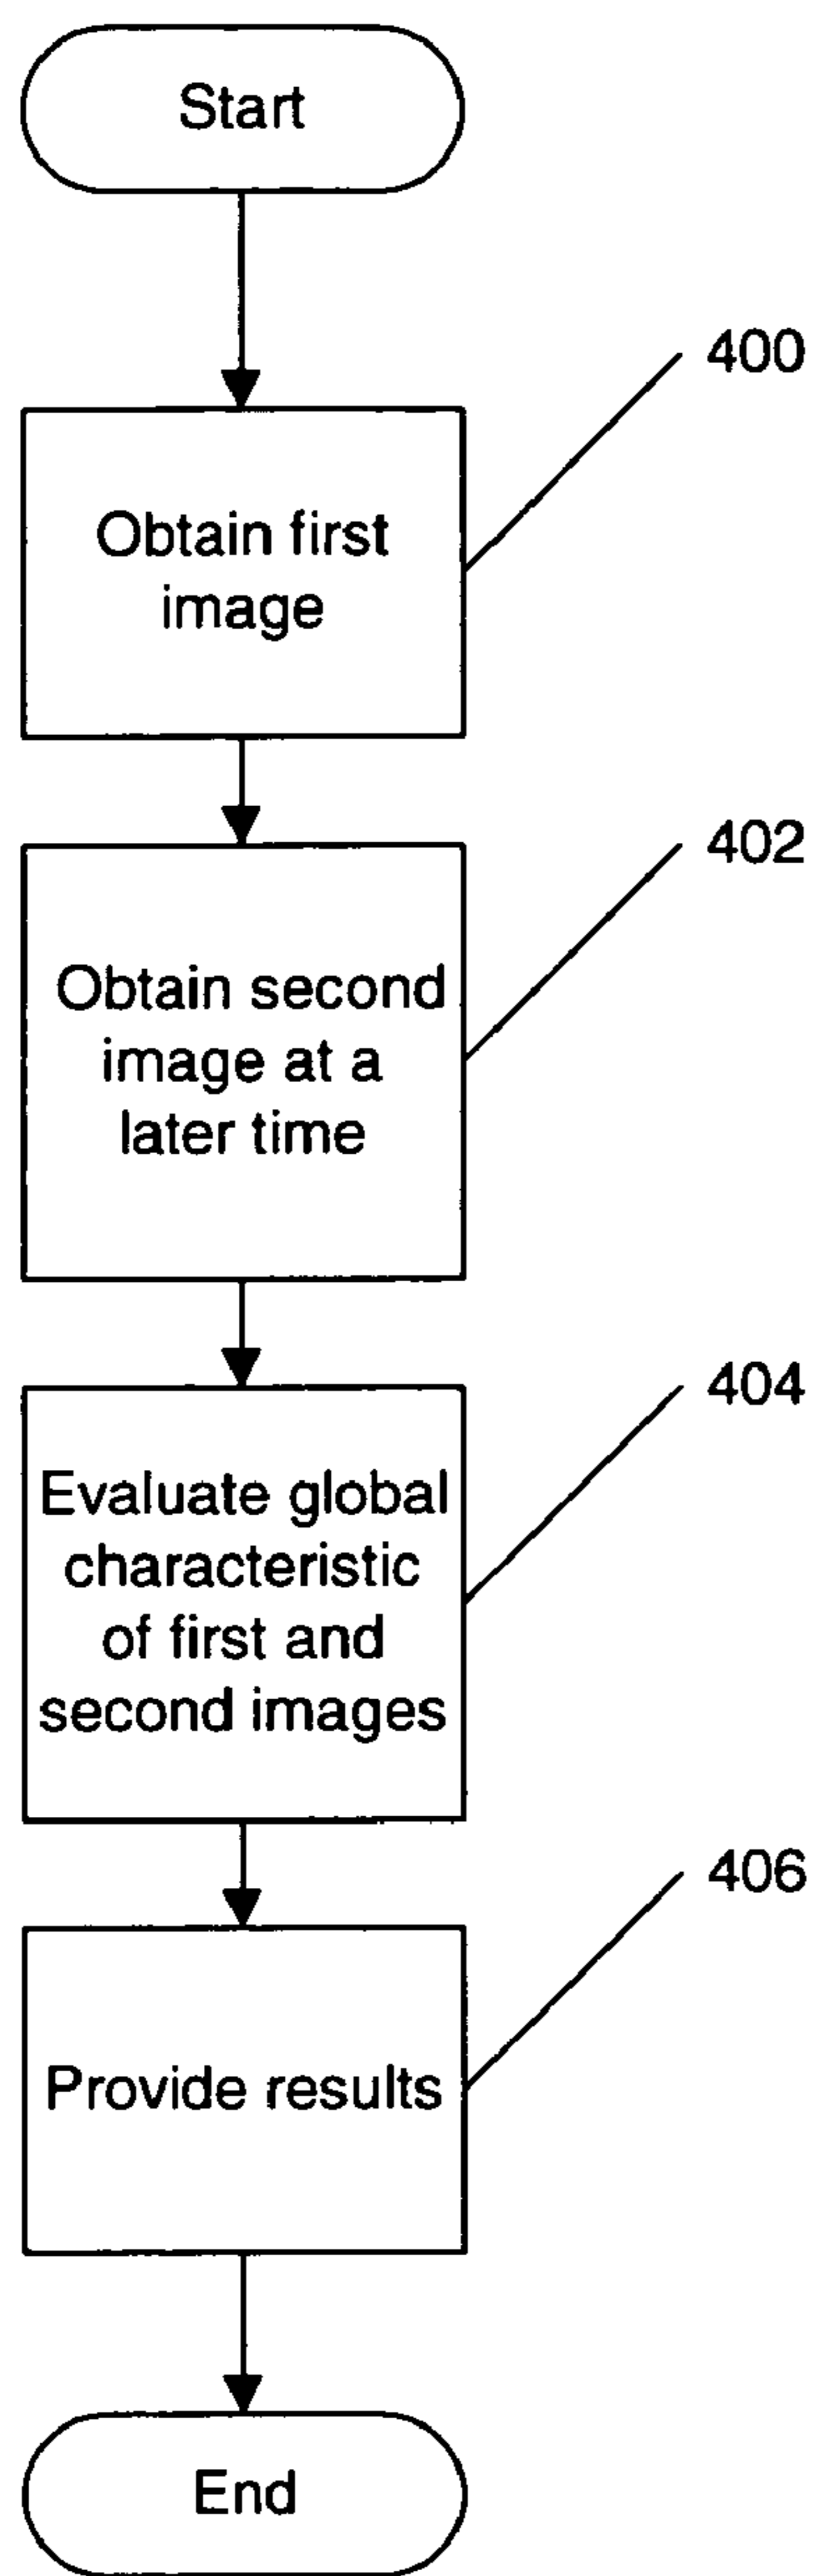 Start
400
Obtain first
image
402
Obtain second
image at a
later time
404
Evaluate global
characteristic
of first and
second images
406
Provide results
End